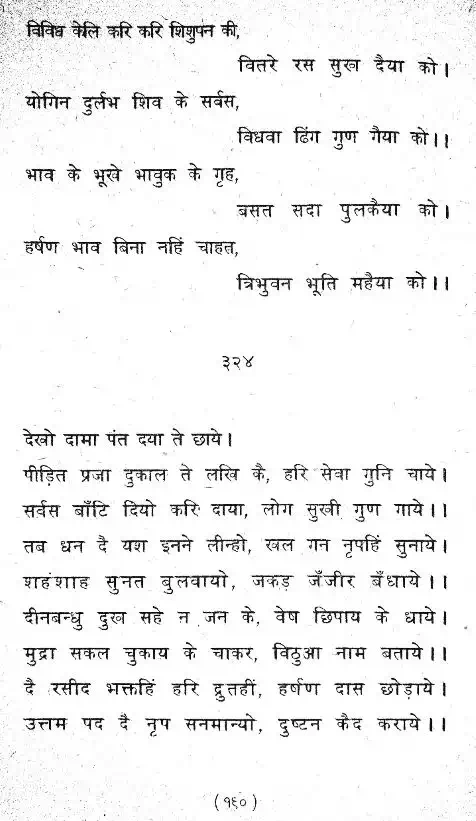 विविध केलि करि करि शिशुपन की,
वितरे रस सुख दैया को।
योगिन दुर्लभ शिव के सर्वस,
विधवा ढिंग गुण गैया को।।
भाव के भूखे भावुक के गृह,
बसत सदा पुलकैया को।
हर्षण भाव बिना नहिं चाहत,
त्रिभुवन भूति महैया को।।
३२४
देखो दामा पंत दया ते छाये।
पीड़ित प्रजा दुकाल ते लखि कै, हरि सेवा गुनि चाये।
सर्वस बाँटि दियो करि दाया, लोग सुखी गुण गाये।।
तब धन दै यश इनने लीन्हो, खल गन नृपहिं सुनाये।
शहंशाह सुनत बुलवायो, जकड़ जँजीर बँधाये।।
दीनबन्धु दुख सहे न जन के, वेष छिपाय के धाये।
मुद्रा सकल चुकाय के चाकर, विठुआ नाम बताये।।
दै रसीद भक्तहिं हरि द्रुतहीं, हर्षण दास छोड़ाये।
उत्तम पद दै नृप सनमान्यो, दुष्टन कैद कराये।।
(१६०)